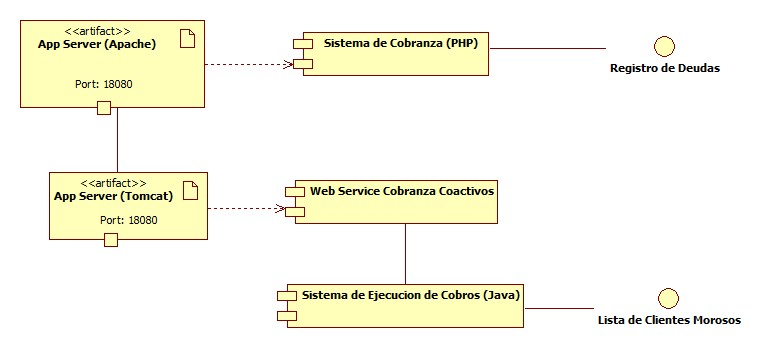 <<artifact>>
App Server (Apache)
Port: 18080
Sistema de Cobranza (PHP)
Registro de Deudas
<<artifact>>
App Server (Tomcat)
Port: 18080
Web Service Cobranza Coactivos
Sistema de Ejecucion de Cobros (Java)
Lista de Clientes Morosos